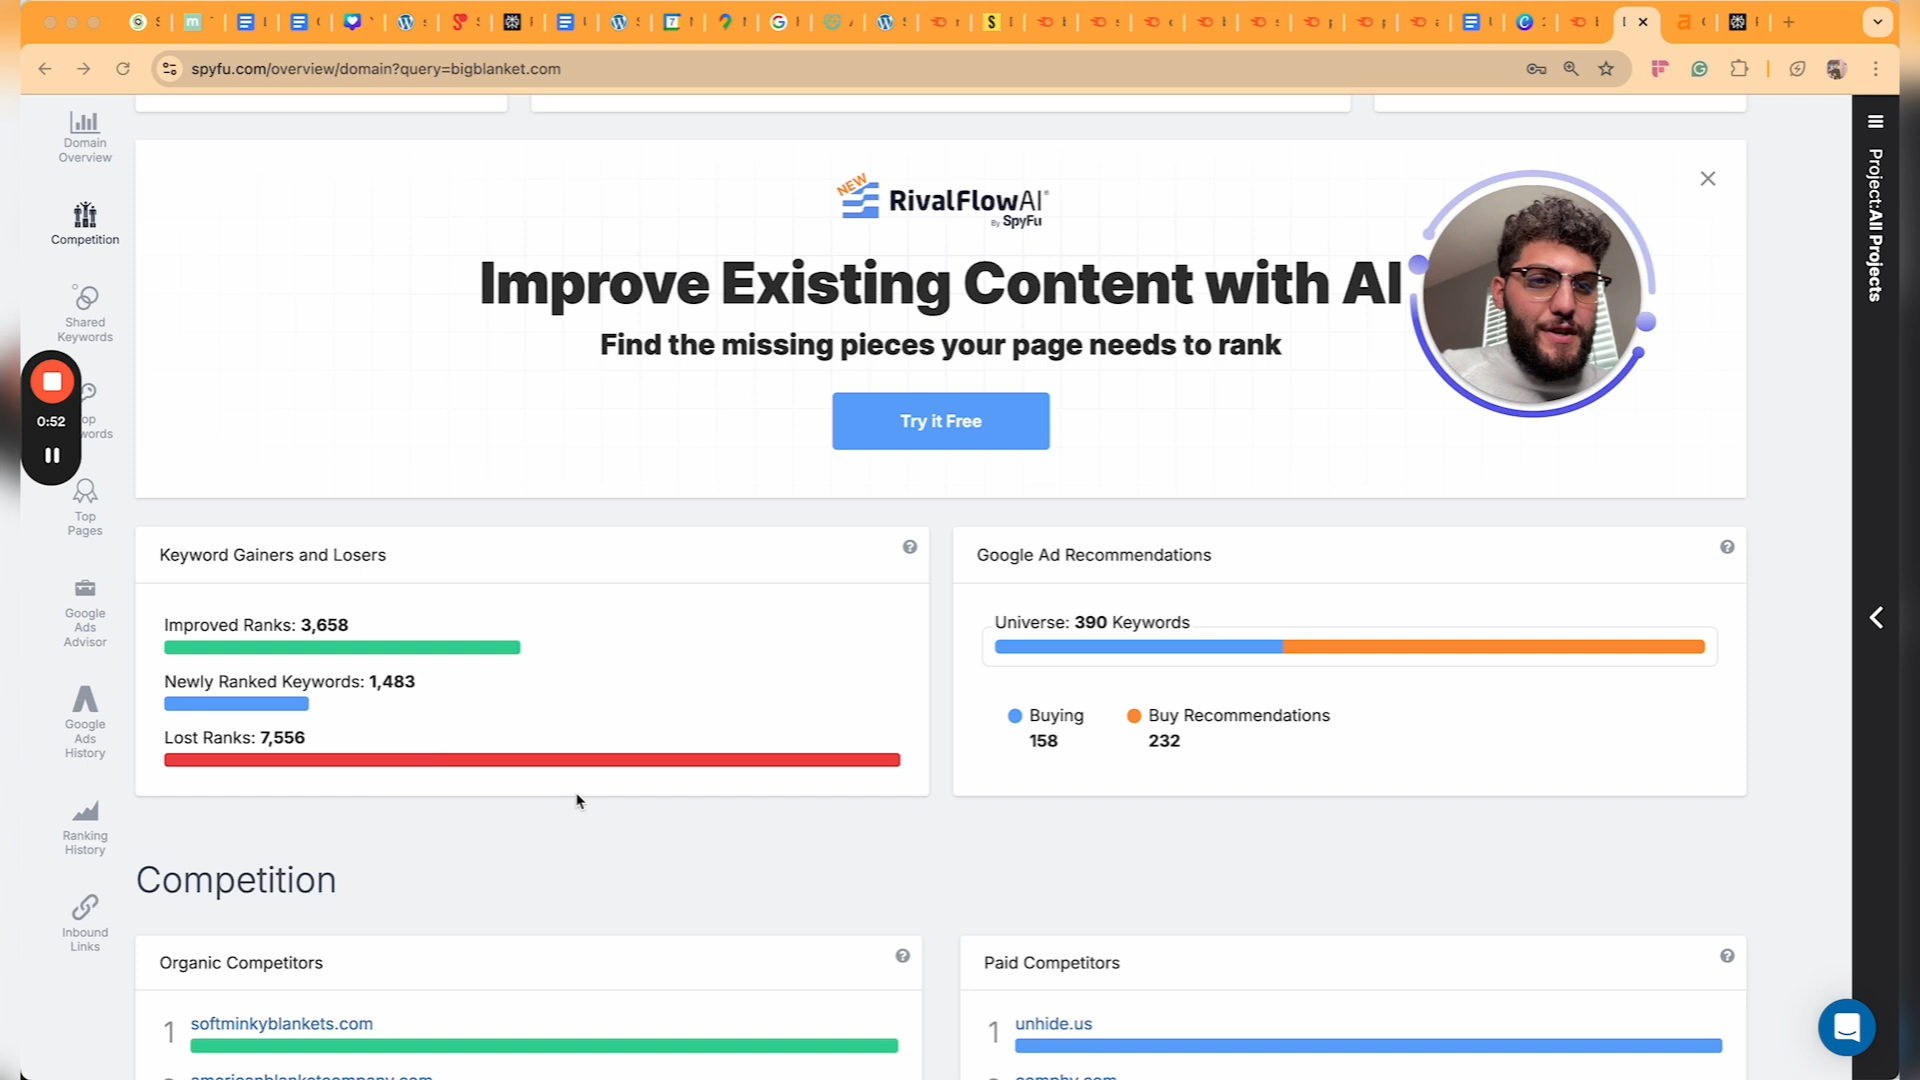 spyfu.com/overview/domain?query=bigblanket.com
Domain
Overview
Competition
Shared
Keywords
Top
Pages
Google
Ads
Advisor
Google
Ads
History
Ranking
History
Inbound
Links
0:52
NEW
RivalFlowAI
By SpyFu
Improve Existing Content with AI
Find the missing pieces your page needs to rank
Try it Free
Keyword Gainers and Losers
Improved Ranks: 3,658
Newly Ranked Keywords: 1,483
Lost Ranks: 7,556
Google Ad Recommendations
Universe: 390 Keywords
Buying
158
Buy Recommendations
232
Competition
Organic Competitors
1 softminkyblankets.com
americanblanketcompany.com
Paid Competitors
1 unhide.us
Project: All Projects